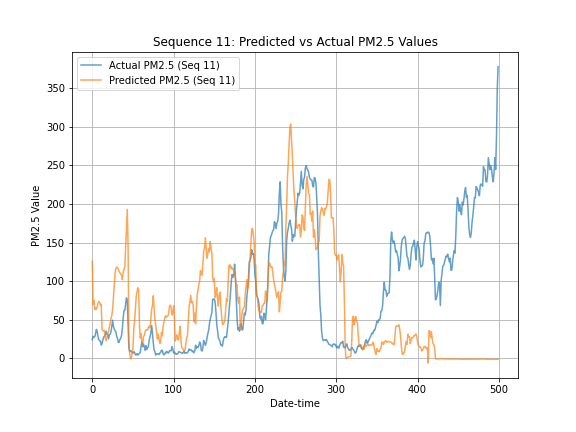 Sequence 11: Predicted vs Actual PM2.5 Values
Actual PM2.5 (Seq 11)
Predicted PM2.5 (Seq 11)
350
300
250
200
150
100
50
0
PM2.5 Value
0 100 200 300 400 500
Date-time